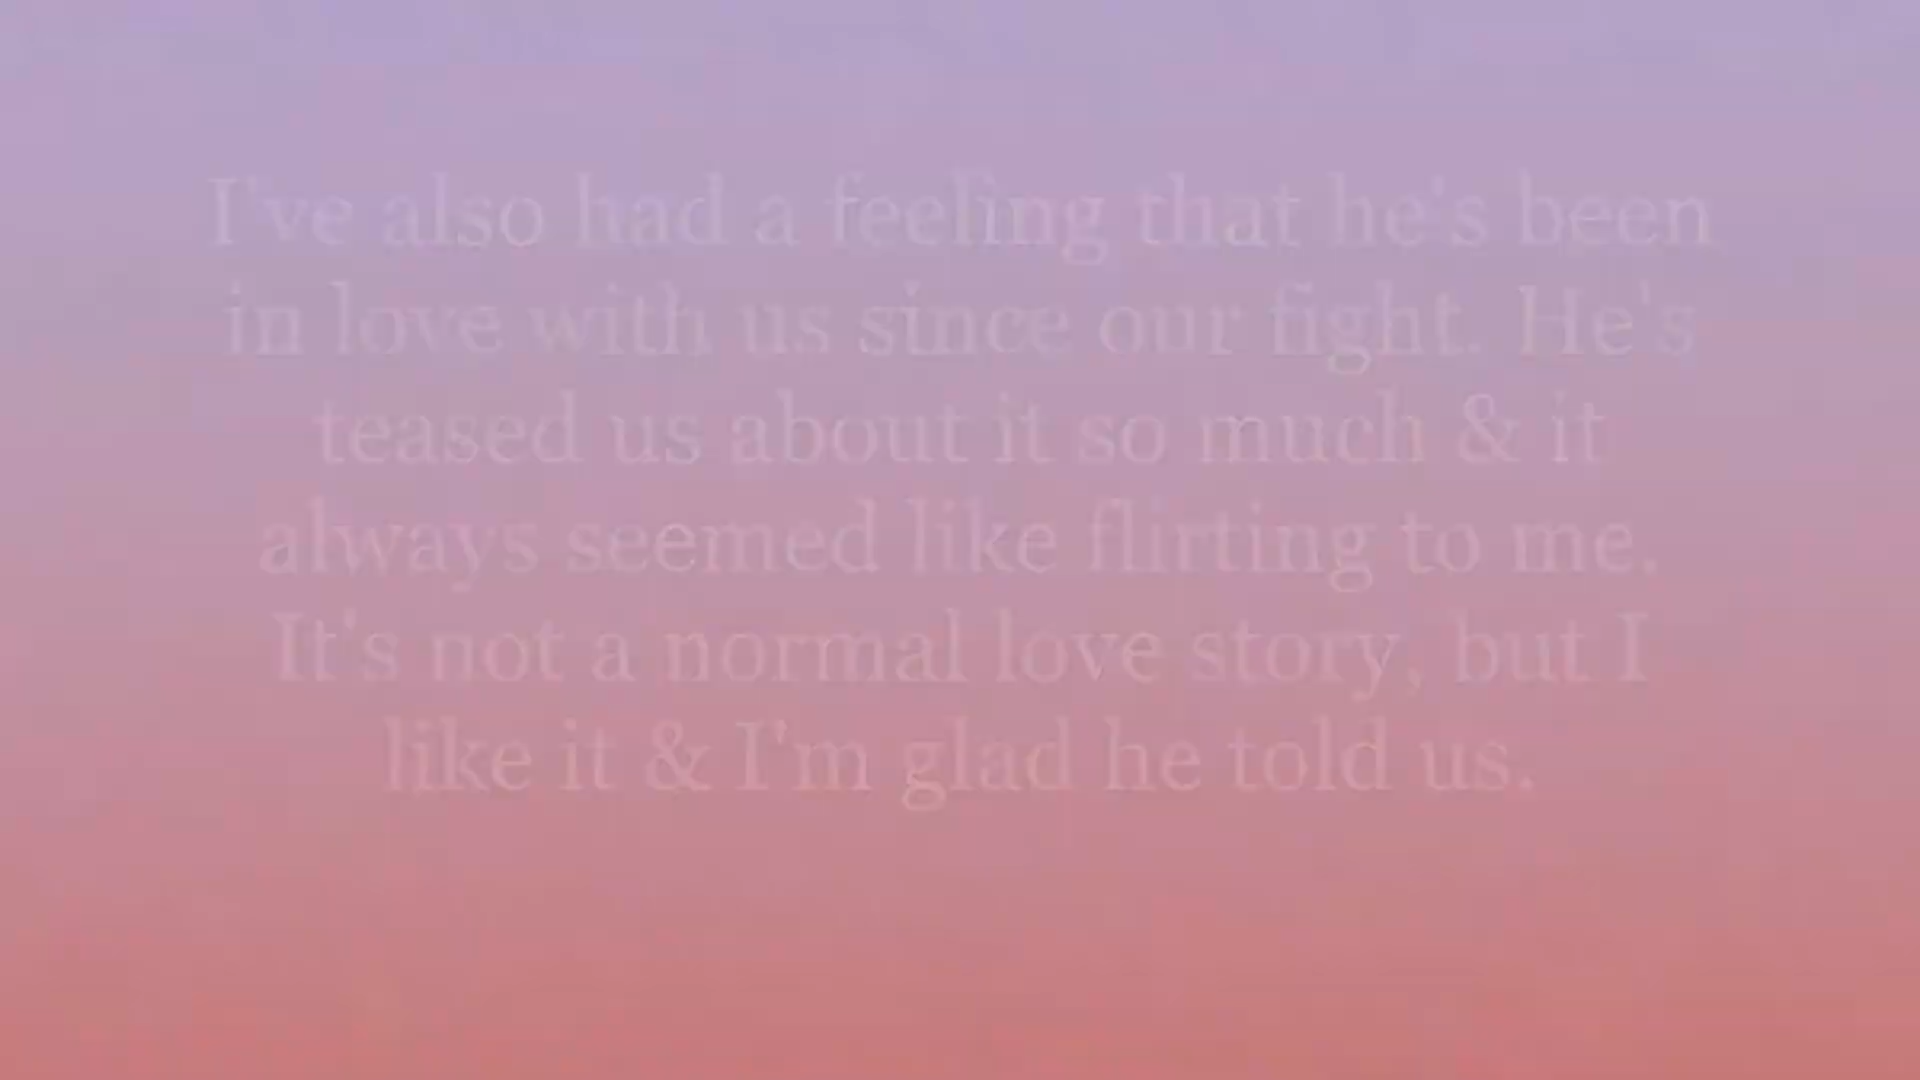 I've also had a feeling that he's been
in love with us since our fight. He's
teased us about it so much & it
always seemed like flirting to me.
It's not a normal love story, but I
like it & I'm glad he told us.